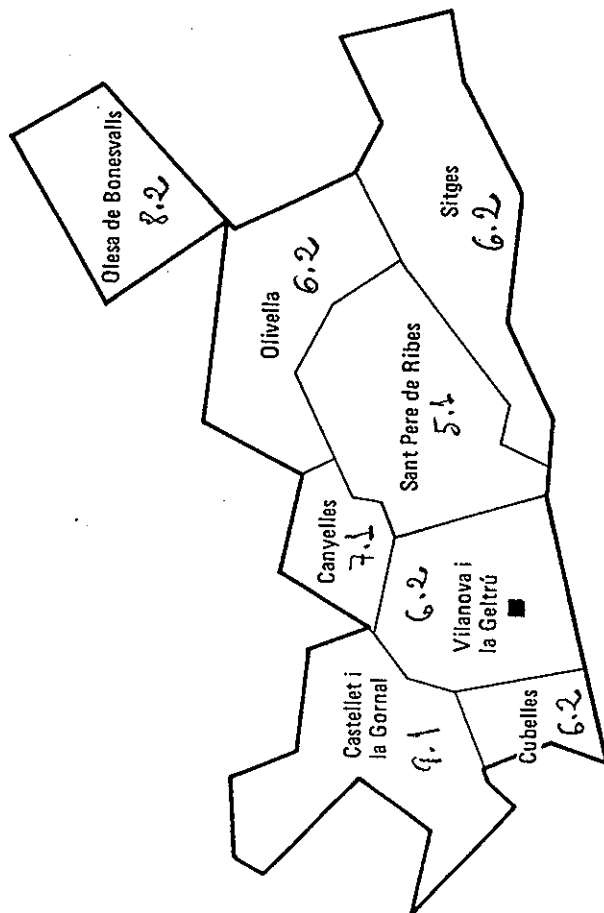 Olesa de Bonesvalls
8.2
Olivella
6.2
Sitges
6.2
Sant Pere de Ribes
5.1
Canyelles
7.1
6.2
Vilanova i
la Geltrú
Castellet i
la Gornal
9.1
Cubelles
6.2